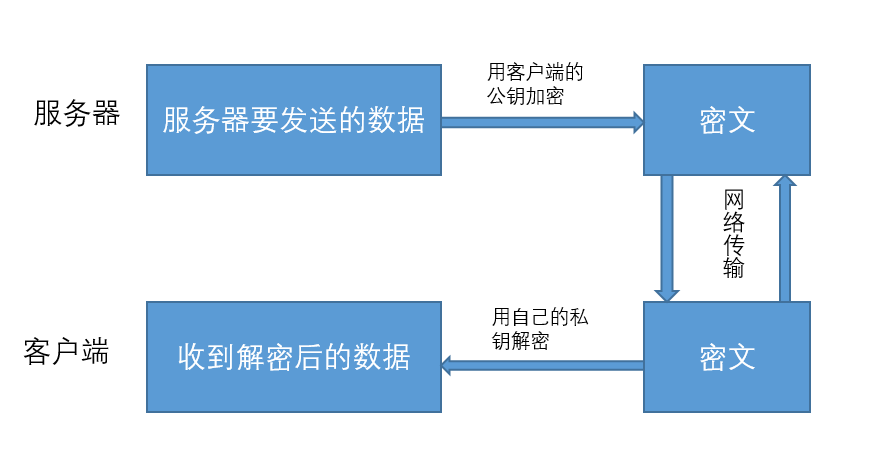 服务器
服务器要发送的数据
用客户端的
公钥加密
密文
网
络
传
输
客户端
收到解密后的数据
用自己的私
钥解密
密文